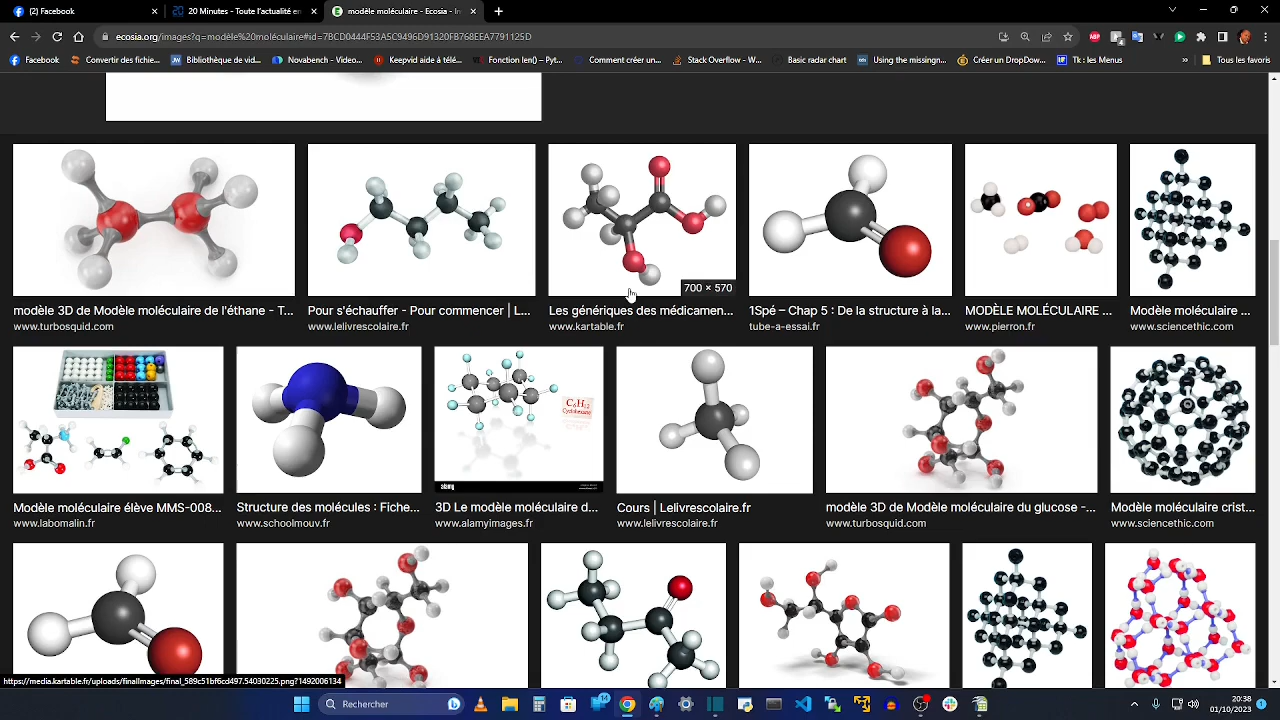 (2) Facebook
20 Minutes - Toute l'actualité en
modèle moléculaire - Ecosia - In
ecosia.org/images?q=modèle%20moléculaire#id=7BCD0444F53A5C9496D91320FB768EEA7791125D
Facebook
Convertir des fichie...
Bibliothèque de vid...
Novabench - Video...
Keepvid aide à télé...
Fonction len() – Pyt...
Comment créer un...
Stack Overflow - W...
Basic radar chart
Using the missingn...
Créer un DropDow...
Tk : les Menus
»
Tous les favoris
700 × 570
modèle 3D de Modèle moléculaire de l'éthane - T...
www.turbosquid.com
Pour s'échauffer - Pour commencer | L...
www.lelivrescolaire.fr
Les génériques des médicamen...
www.kartable.fr
1Spé – Chap 5 : De la structure à la...
tube-a-essai.fr
MODÈLE MOLÉCULAIRE ...
www.pierron.fr
Modèle moléculaire ...
www.sciencethic.com
C6H12
Cyclohexane
alamy
Modèle moléculaire élève MMS-008...
www.labomalin.fr
Structure des molécules : Fiche...
www.schoolmouv.fr
3D Le modèle moléculaire d...
www.alamyimages.fr
Cours | Lelivrescolaire.fr
www.lelivrescolaire.fr
modèle 3D de Modèle moléculaire du glucose -...
www.turbosquid.com
Modèle moléculaire crist...
www.sciencethic.com
https://media.kartable.fr/uploads/finalImages/final_589c51bf6cd497.54030225.png?1492006134
Rechercher
14
20:38
01/10/2023